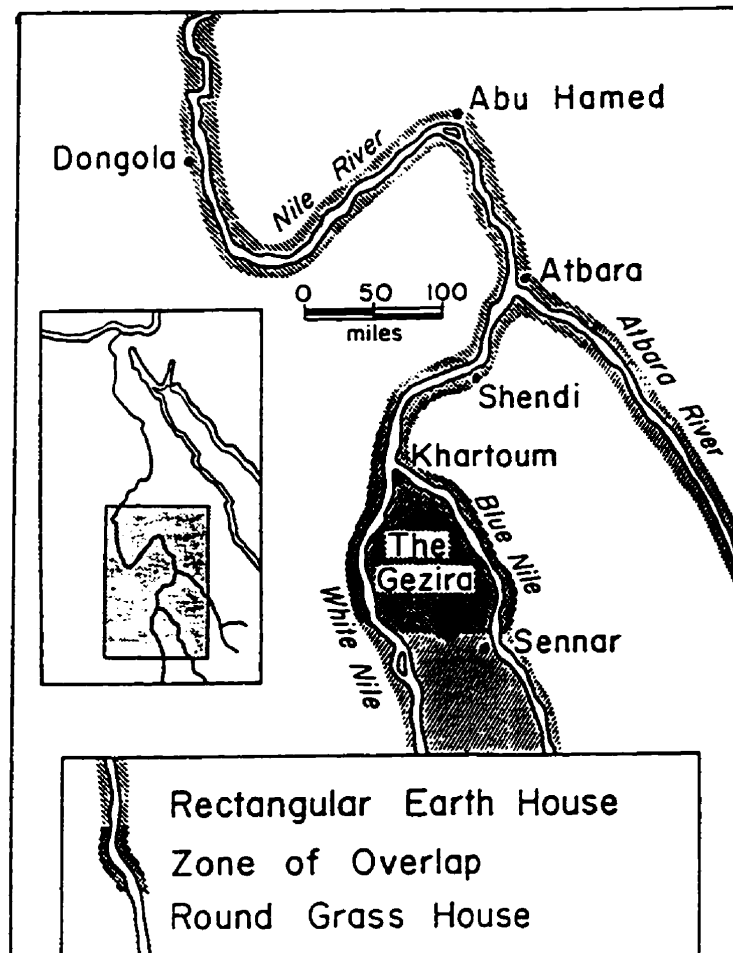 Abu Hamed
Dongola
Nile River
Atbara
0 50 100
miles
Atbara River
Shendi
Khartoum
Blue Nile
The
Gezira
White Nile
Sennar
Rectangular Earth House
Zone of Overlap
Round Grass House